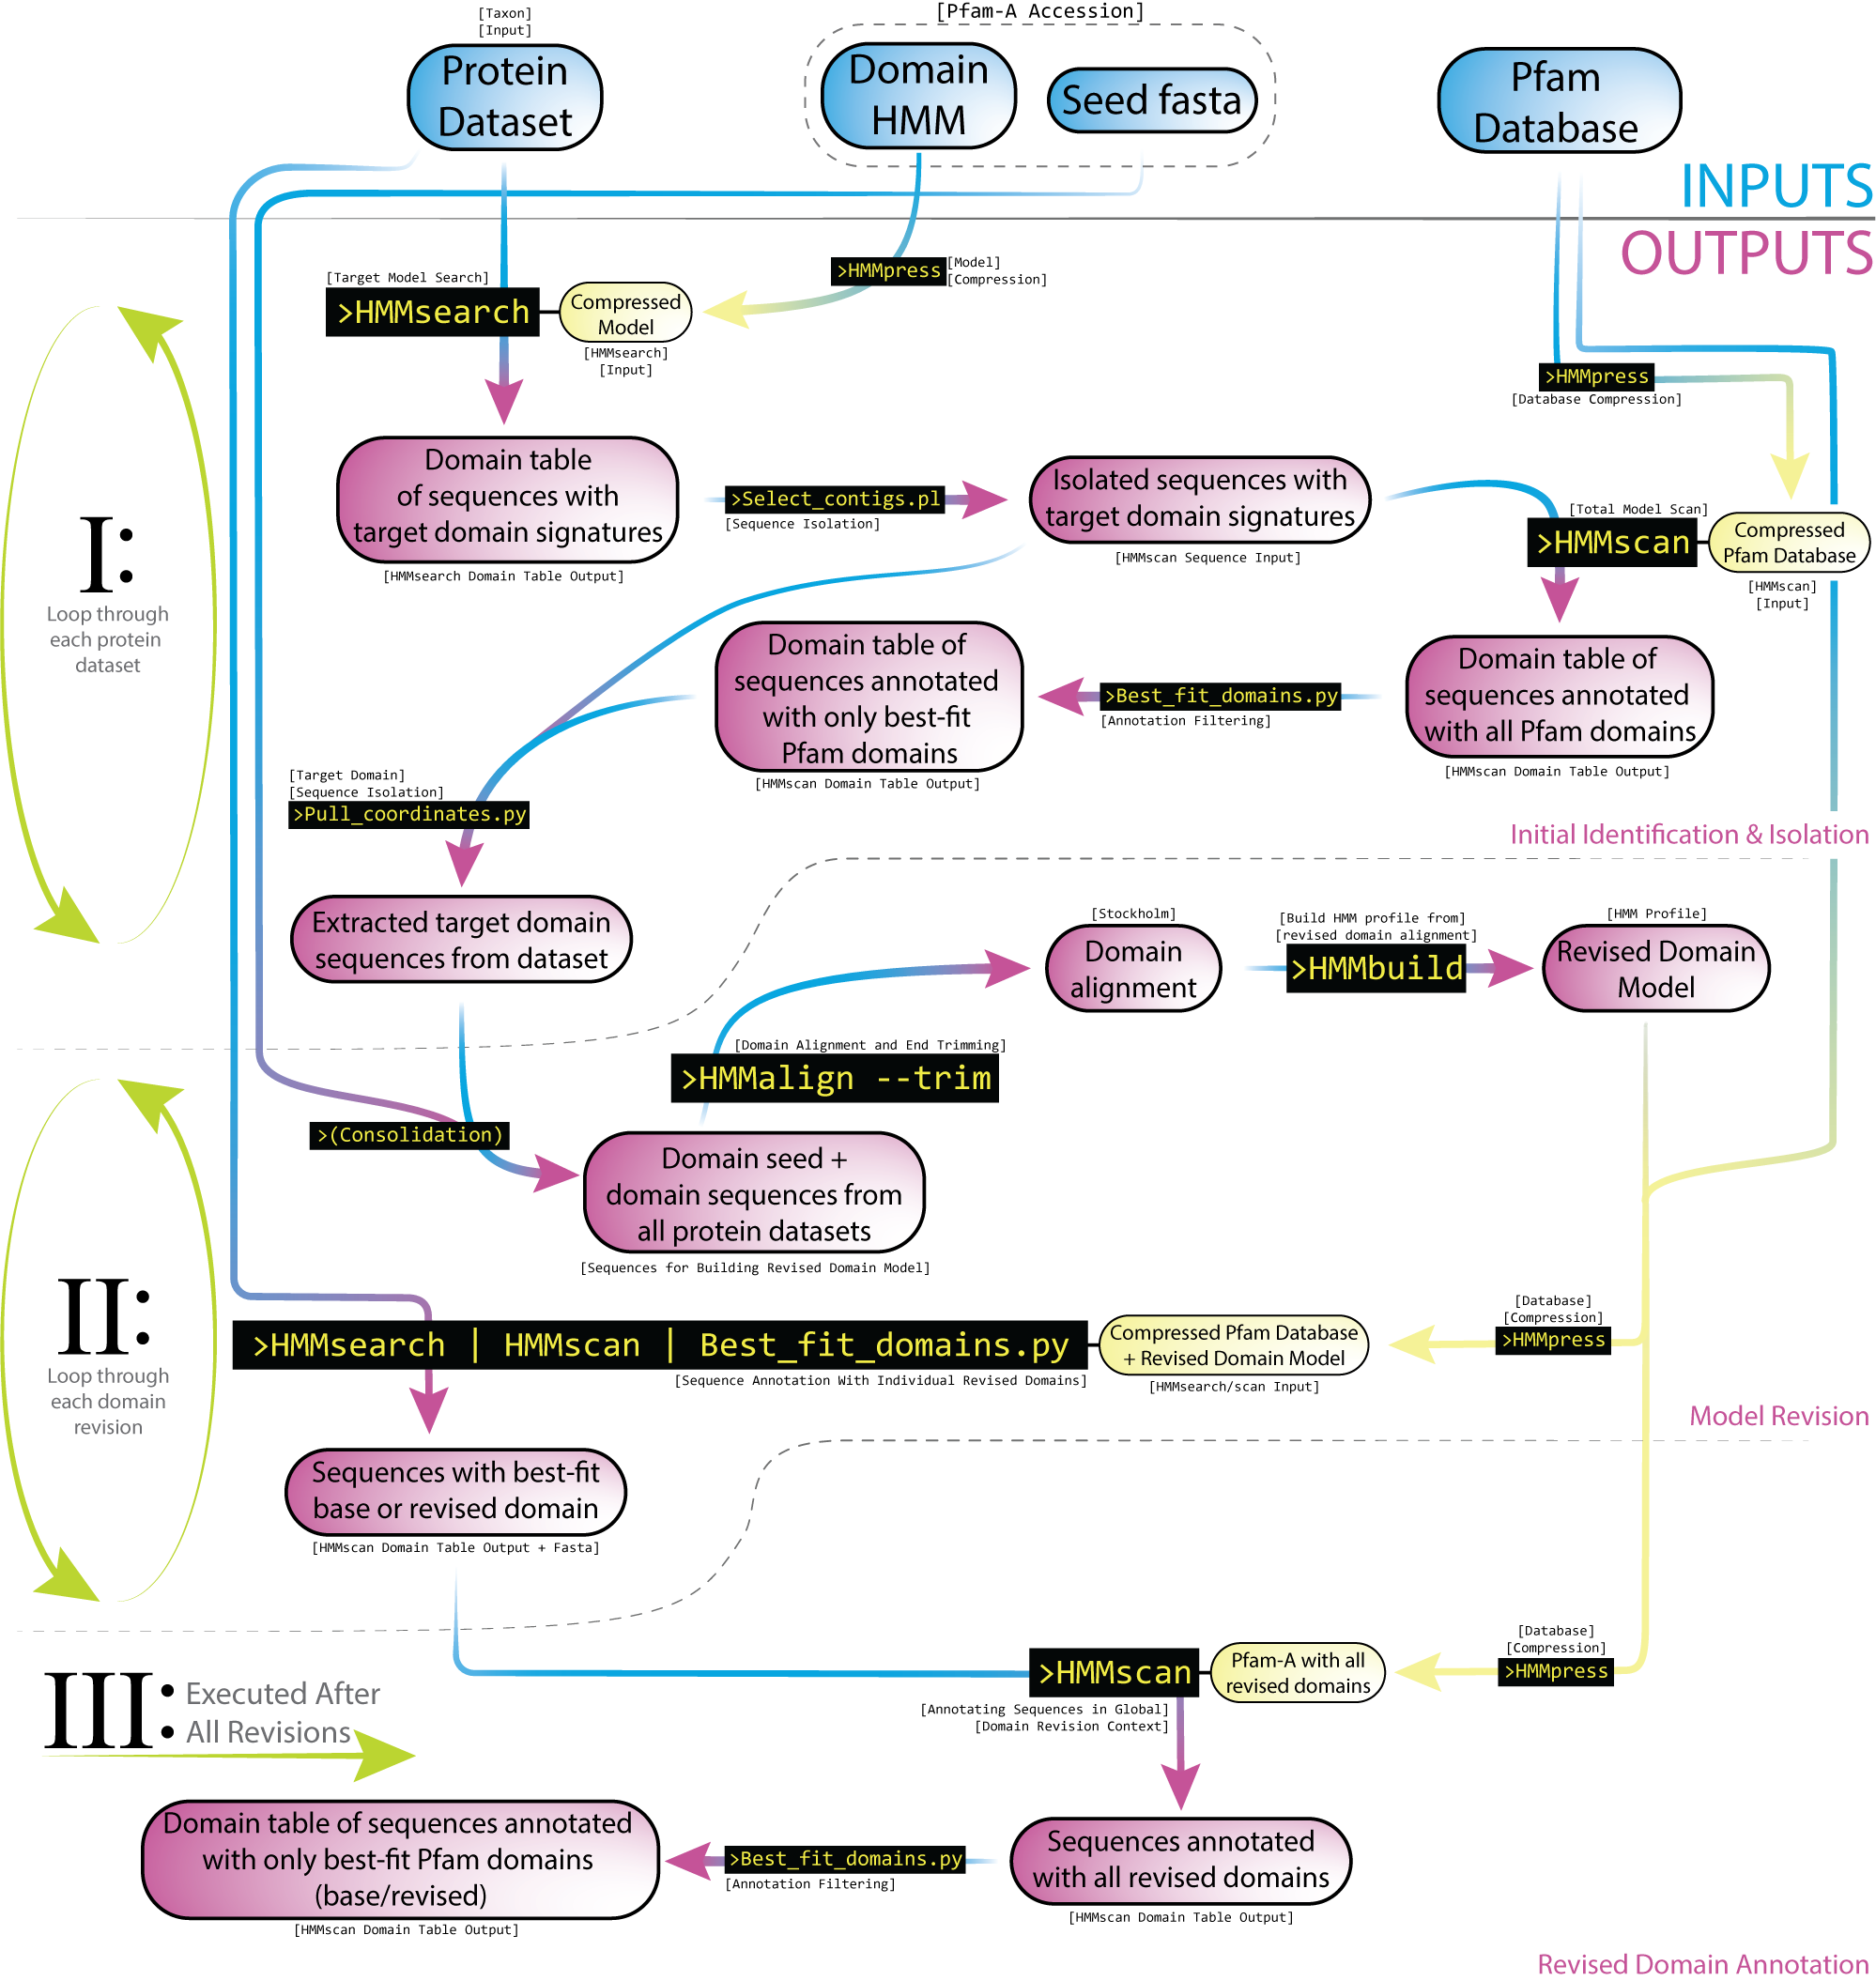 [Taxon]
[Input]
Protein
Dataset
[Pfam-A Accession]
Domain
HMM
Seed fasta
Pfam
Database
INPUTS
OUTPUTS
[Target Model Search]
>HMMsearch
Compressed
Model
[HMMsearch]
[Input]
>HMMpress
[Model]
[Compression]
>HMMpress
[Database Compression]
Domain table
of sequences with
target domain signatures
[HMMsearch Domain Table Output]
>Select_contigs.pl
[Sequence Isolation]
Isolated sequences with
target domain signatures
[HMMscan Sequence Input]
[Total Model Scan]
>HMMscan
Compressed
Pfam Database
[HMMscan]
[Input]
I:
Loop through
each protein
dataset
Domain table of
sequences annotated
with only best-fit
Pfam domains
[HMMscan Domain Table Output]
>Best_fit_domains.py
[Annotation Filtering]
Domain table of
sequences annotated
with all Pfam domains
[HMMscan Domain Table Output]
[Target Domain]
[Sequence Isolation]
>Pull_coordinates.py
Initial Identification & Isolation
Extracted target domain
sequences from dataset
[Stockholm]
Domain
alignment
[Build HMM profile from]
[revised domain alignment]
>HMMbuild
[HMM Profile]
Revised Domain
Model
[Domain Alignment and End Trimming]
>HMMalign --trim
>(Consolidation)
Domain seed +
domain sequences from
all protein datasets
[Sequences for Building Revised Domain Model]
II:
Loop through
each domain
revision
>HMMsearch | HMMscan | Best_fit_domains.py
[Sequence Annotation With Individual Revised Domains]
Compressed Pfam Database
+ Revised Domain Model
[HMMsearch/scan Input]
[Database]
[Compression]
>HMMpress
Model Revision
Sequences with best-fit
base or revised domain
[HMMscan Domain Table Output + Fasta]
III:
Executed After
All Revisions
>HMMscan
[Annotating Sequences in Global]
[Domain Revision Context]
Pfam-A with all
revised domains
[Database]
[Compression]
>HMMpress
Domain table of sequences annotated
with only best-fit Pfam domains
(base/revised)
[HMMscan Domain Table Output]
>Best_fit_domains.py
[Annotation Filtering]
Sequences annotated
with all revised domains
[HMMscan Domain Table Output]
Revised Domain Annotation